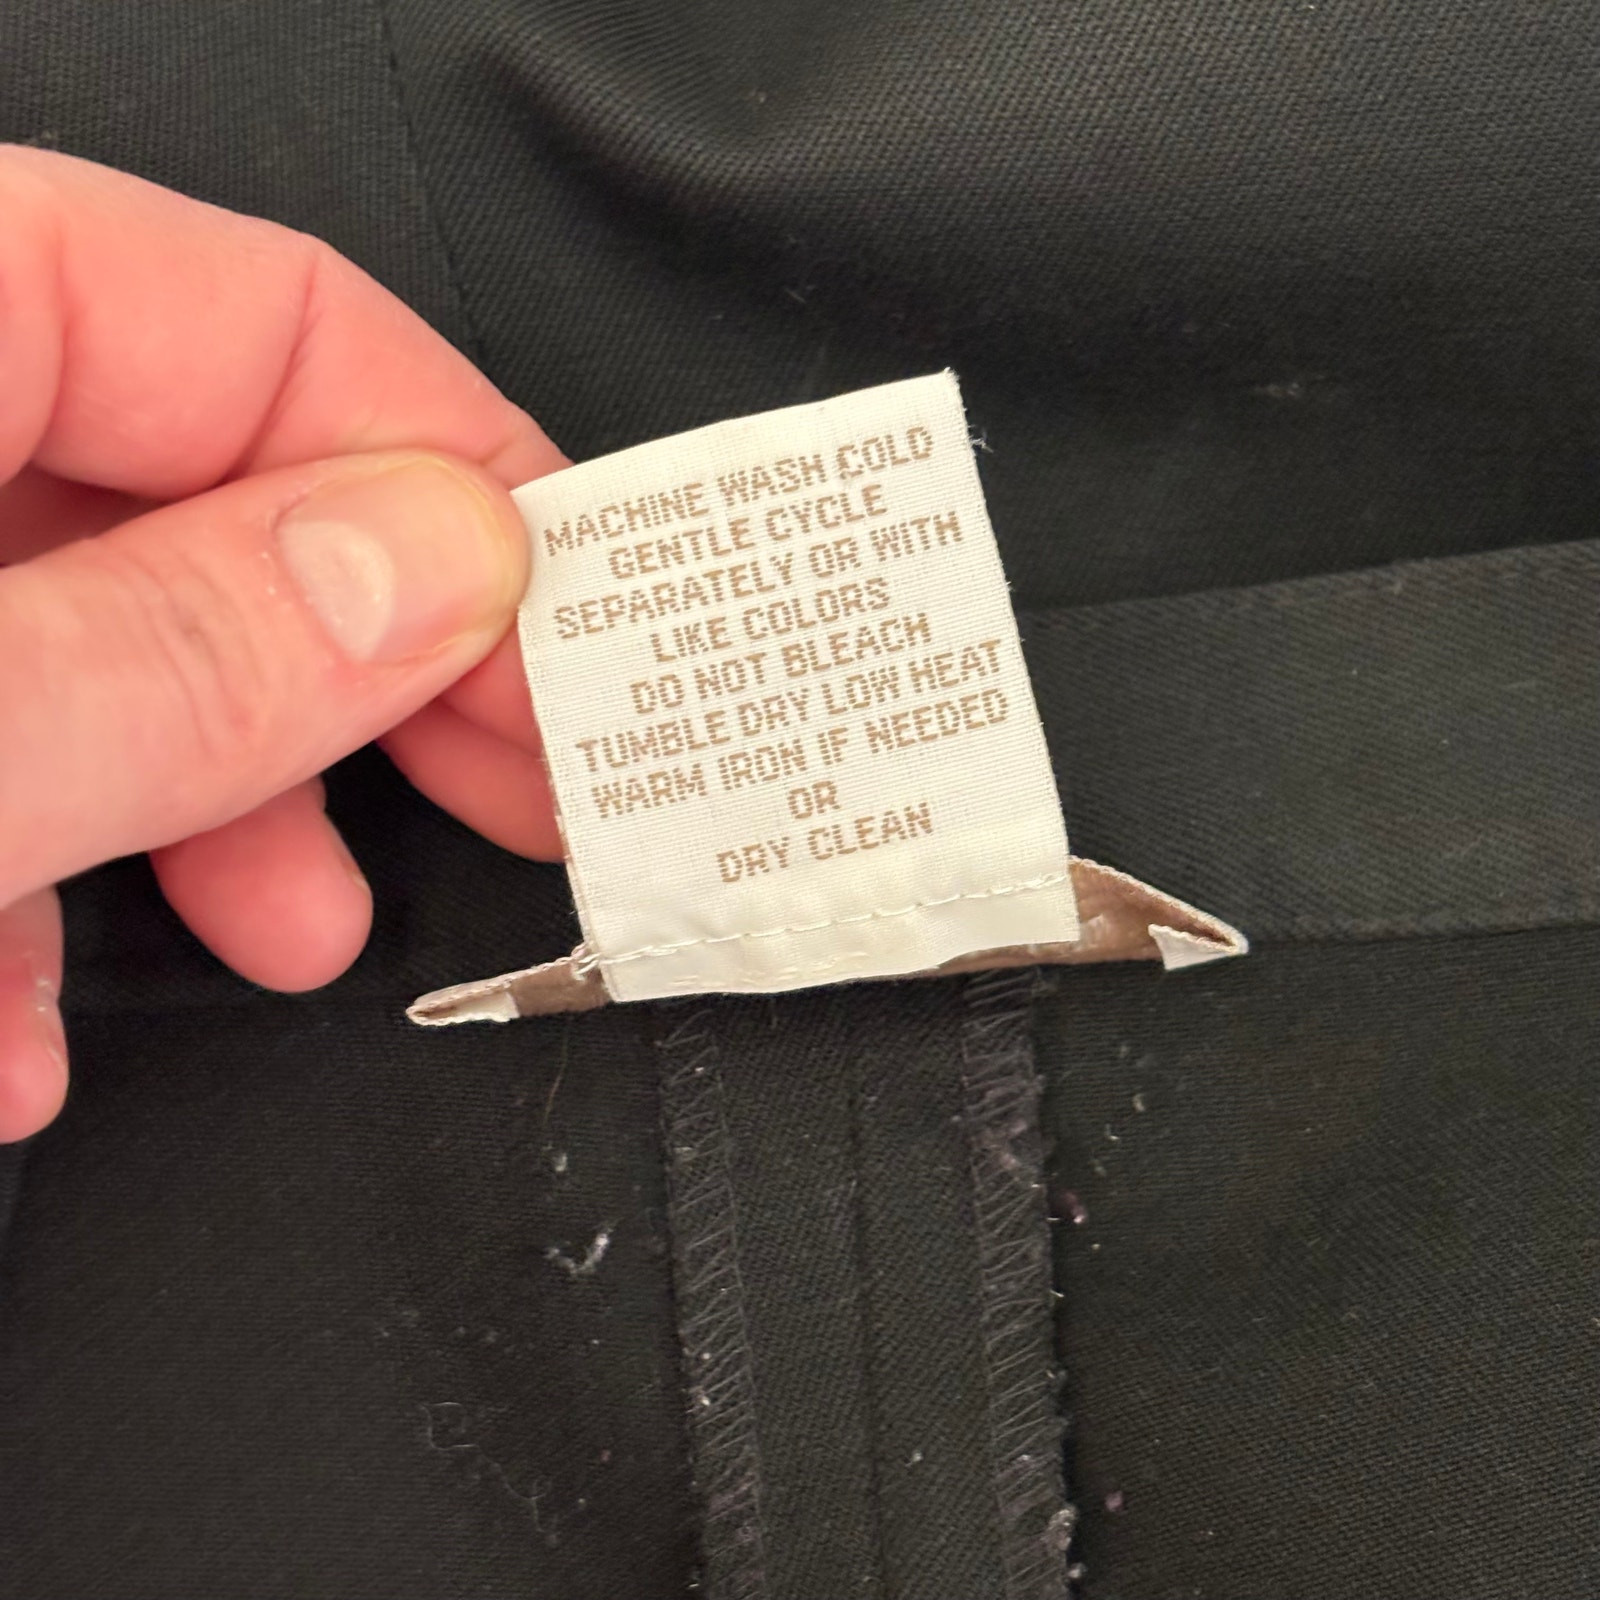 MACHINE WASH COLD
GENTLE CYCLE
SEPARATELY OR WITH
LIKE COLORS
DO NOT BLEACH
TUMBLE DRY LOW HEAT
WARM IRON IF NEEDED
OR
DRY CLEAN